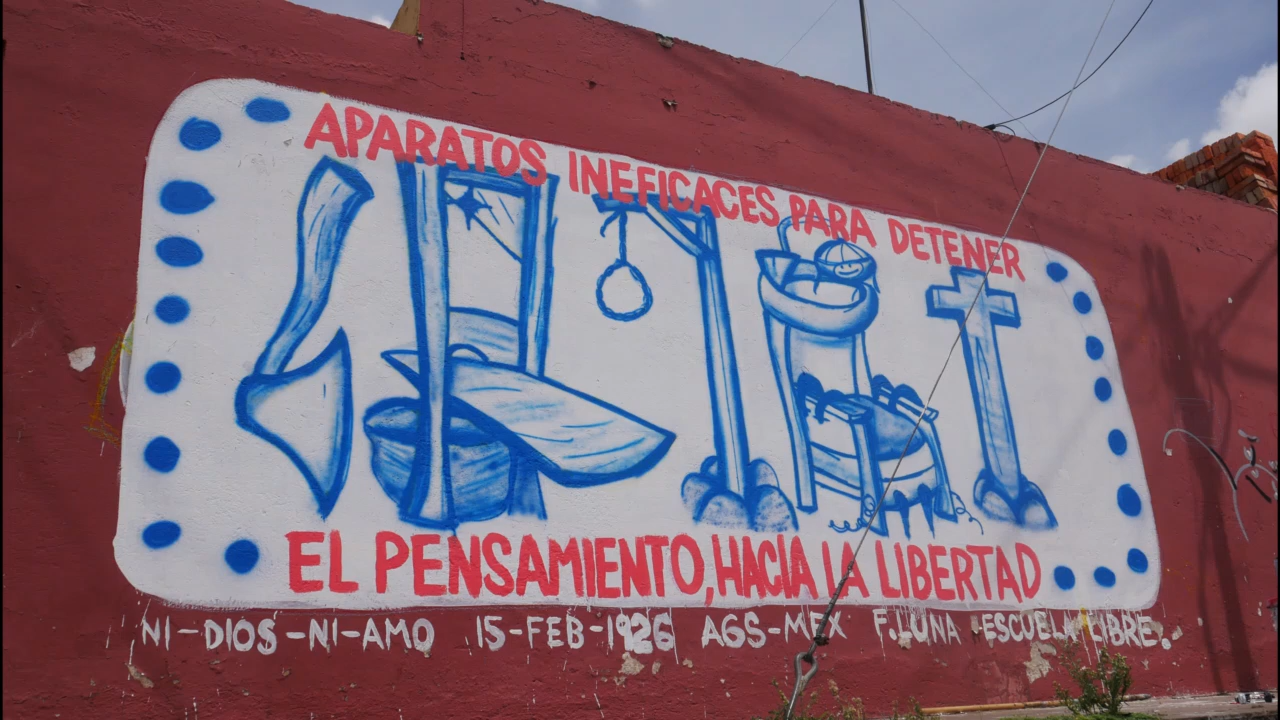 APARATOS INEFICACES PARA DETENER
EL PENSAMIENTO, HACIA LA LIBERTAD
NI-DIOS-NI-AMO 15-FEB-1926 AGS-MEX F.LUNA ESCUELA LIBRE.